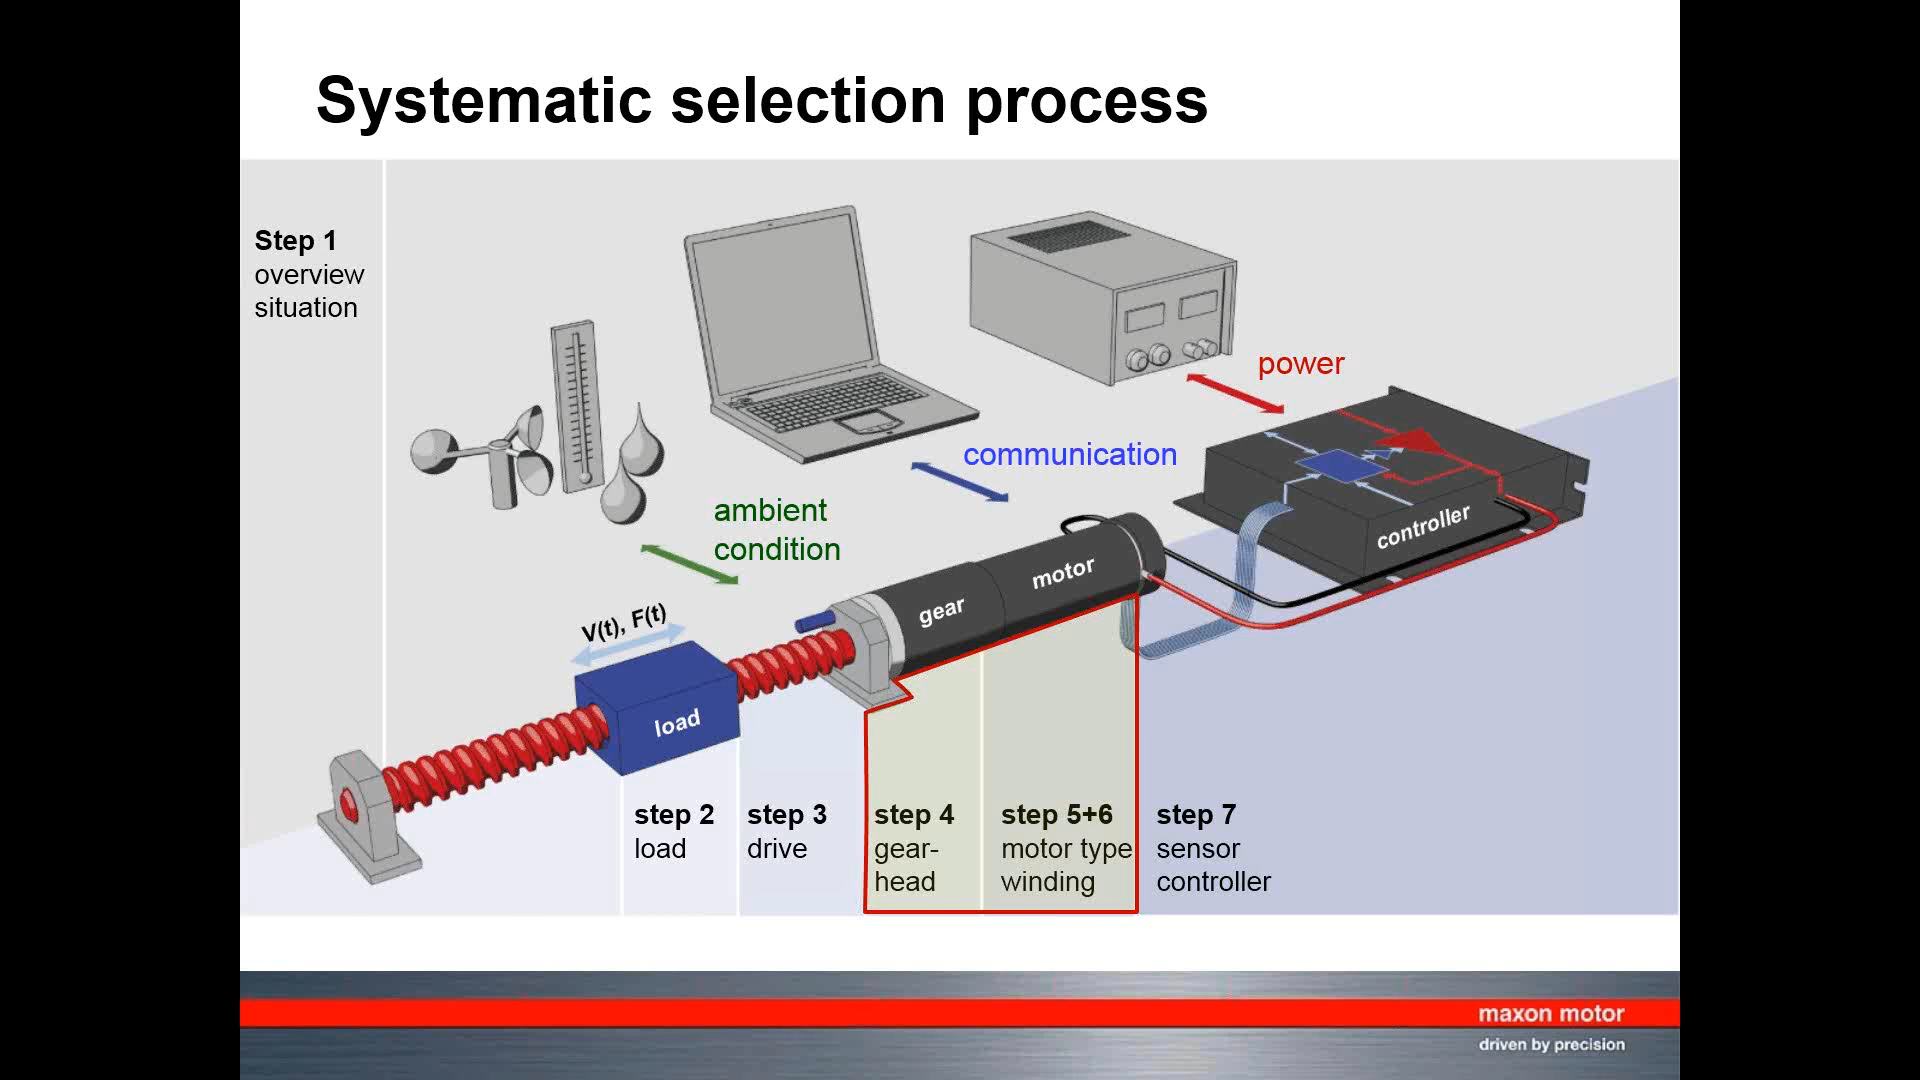 Systematic selection process
Step 1
overview
situation
power
communication
ambient
condition
controller
motor
gear
V(t), F(t)
load
step 2
load
step 3
drive
step 4
gear-
head
step 5+6
motor type
winding
step 7
sensor
controller
maxon motor
driven by precision